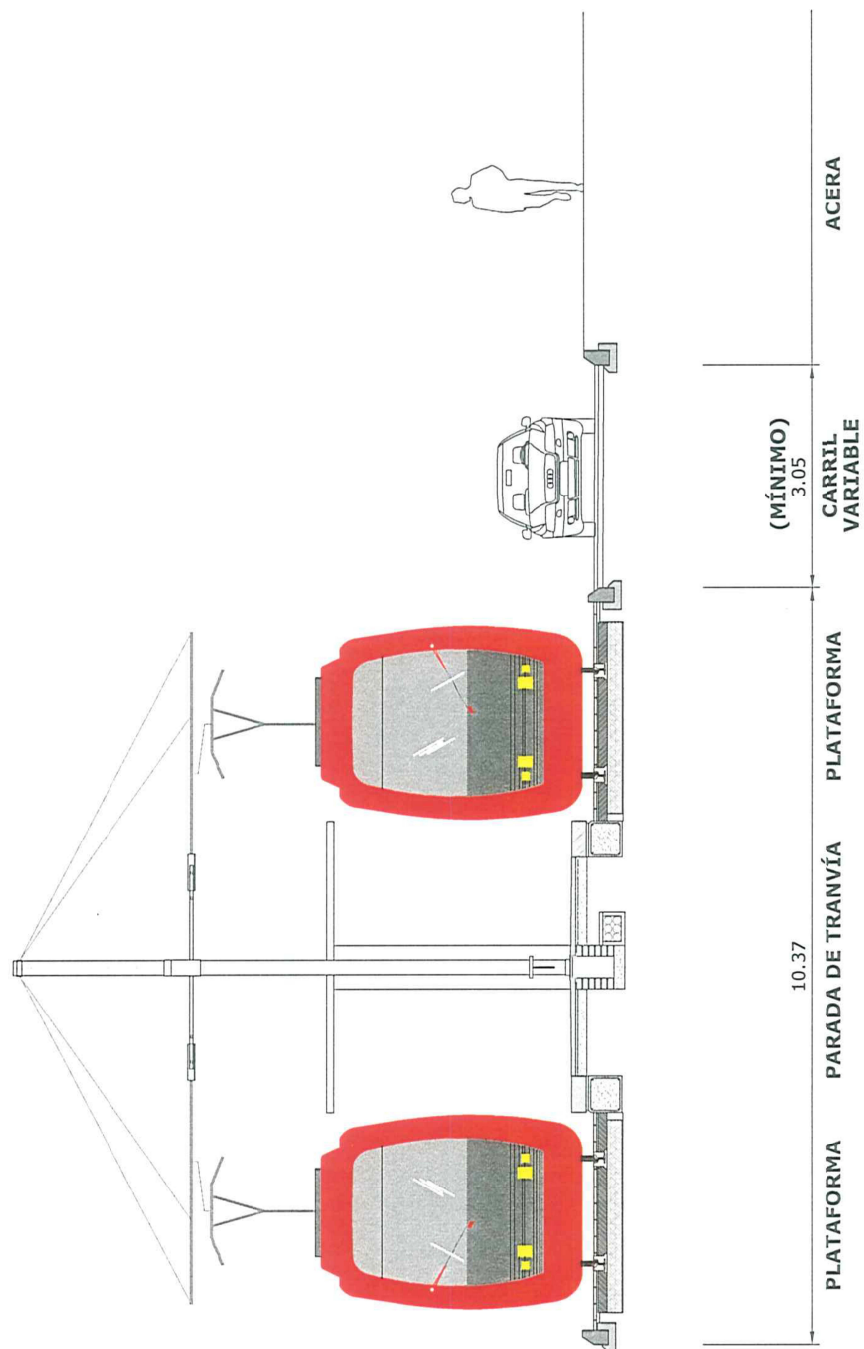 PLATAFORMA
PARADA DE TRANVÍA
PLATAFORMA
10.37
(MÍNIMO)
3.05
CARRIL
VARIABLE
ACERA